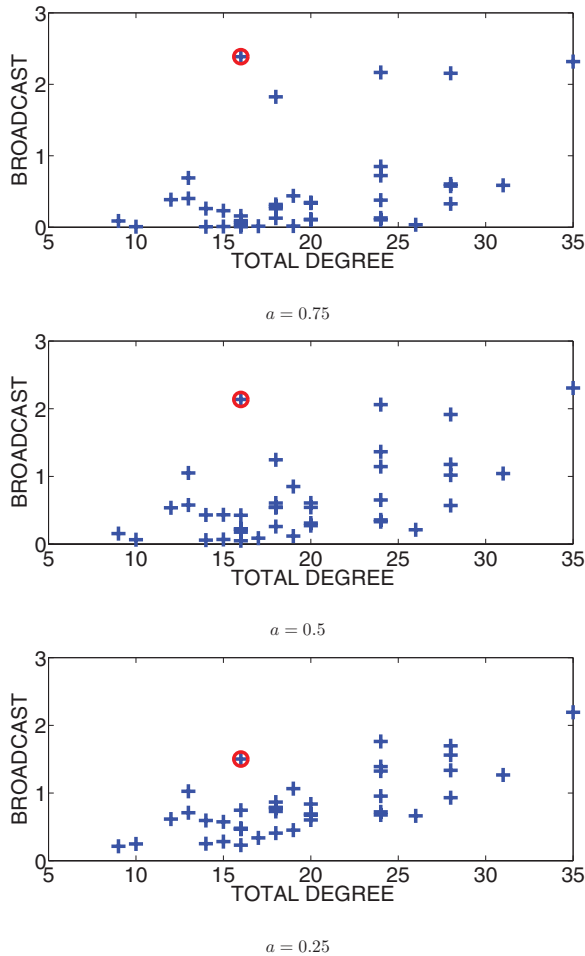 3
2
1
0
BROADCAST
5 10 15 20 25 30 35
TOTAL DEGREE
a = 0.75
3
2
1
0
BROADCAST
5 10 15 20 25 30 35
TOTAL DEGREE
a = 0.5
3
2
1
0
BROADCAST
5 10 15 20 25 30 35
TOTAL DEGREE
a = 0.25